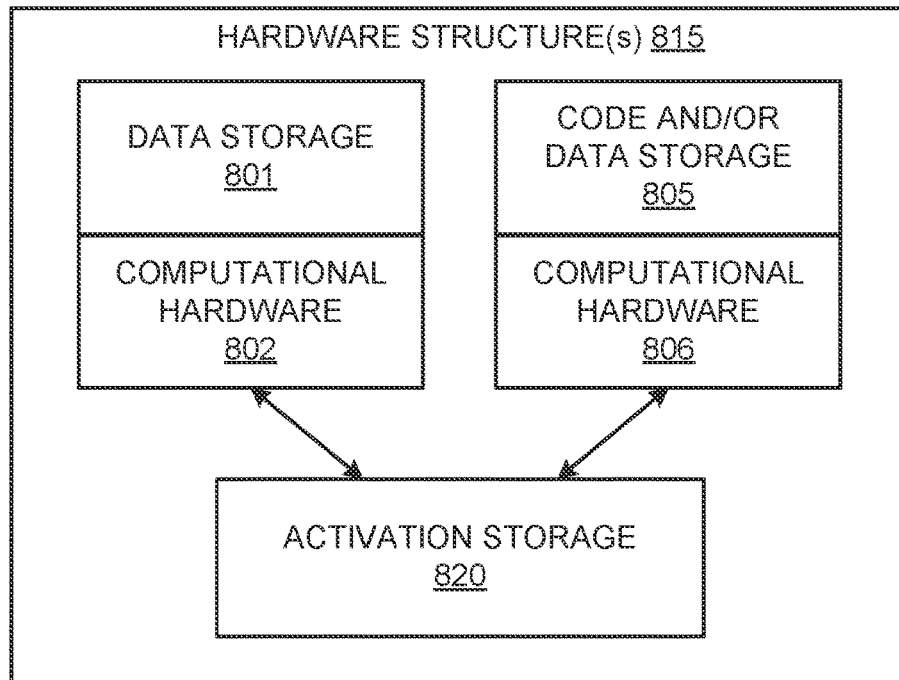 HARDWARE STRUCTURE(s) 815
DATA STORAGE
801
COMPUTATIONAL
HARDWARE
802
CODE AND/OR
DATA STORAGE
805
COMPUTATIONAL
HARDWARE
806
ACTIVATION STORAGE
820